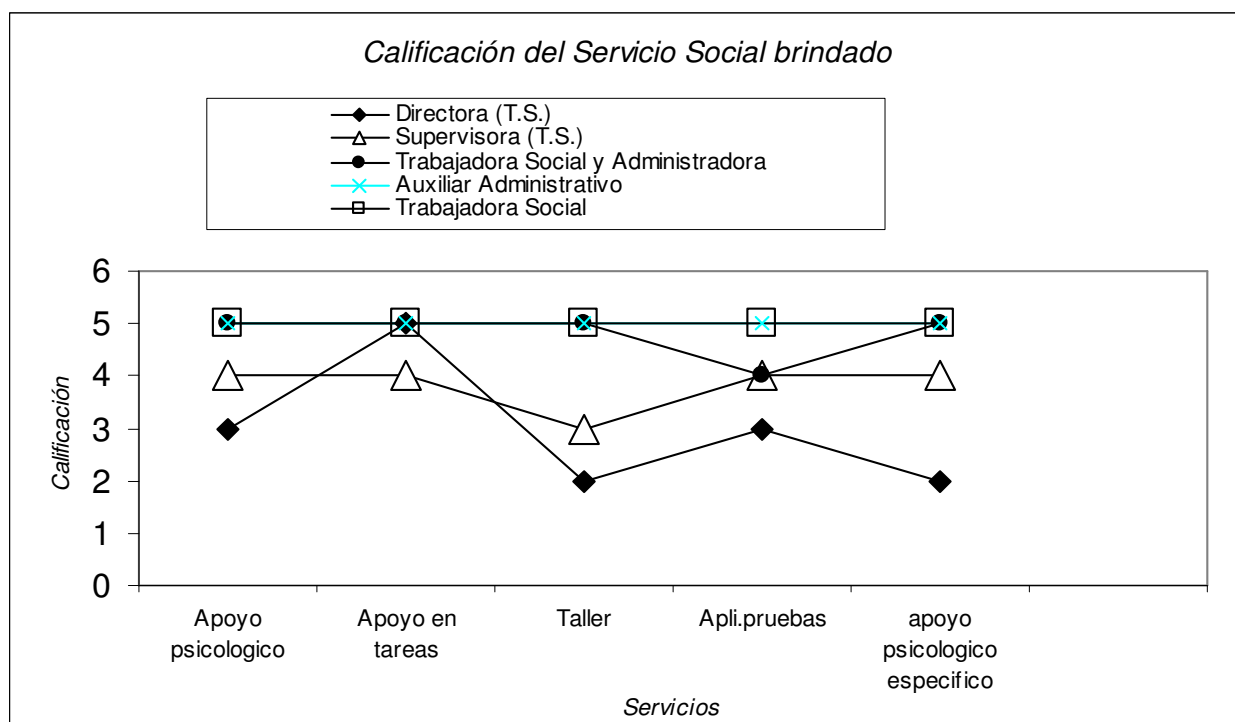 Calificación del Servicio Social brindado
Directora (T.S.)
Supervisora (T.S.)
Trabajadora Social y Administradora
Auxiliar Administrativo
Trabajadora Social
6
5
4
3
2
1
0
Calificación
Apoyo
psicologico
Apoyo en
tareas
Taller
Apli.pruebas
apoyo
psicologico
especifico
Servicios